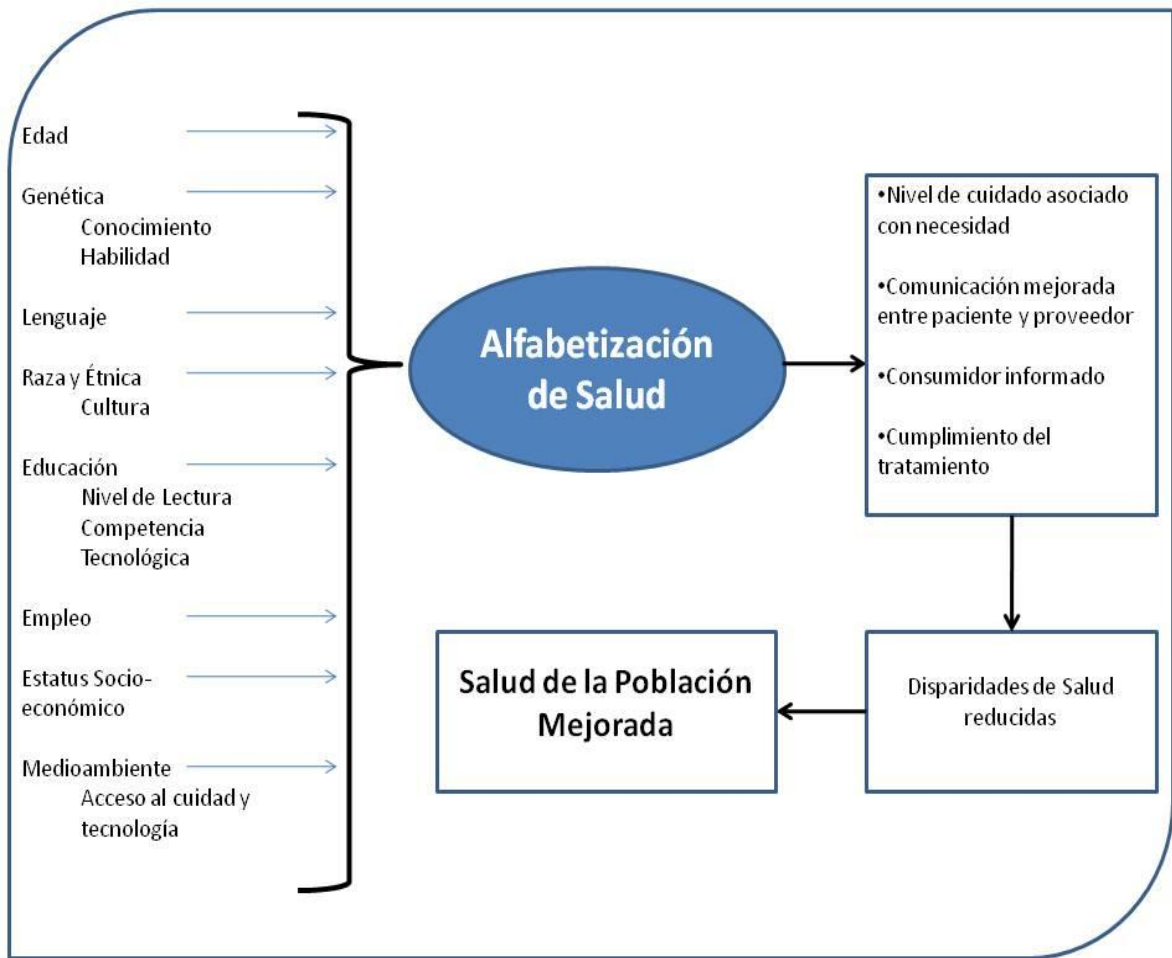 Edad
Genética
Conocimiento
Habilidad
Lenguaje
Raza y Étnica
Cultura
Educación
Nivel de Lectura
Competencia
Tecnológica
Empleo
Estatus Socio-
económico
Medioambiente
Acceso al cuidad y
tecnología
Alfabetización
de Salud
•Nivel de cuidado asociado
con necesidad
•Comunicación mejorada
entre paciente y proveedor
•Consumidor informado
•Cumplimiento del
tratamiento
Disparidades de Salud
reducidas
Salud de la Población
Mejorada